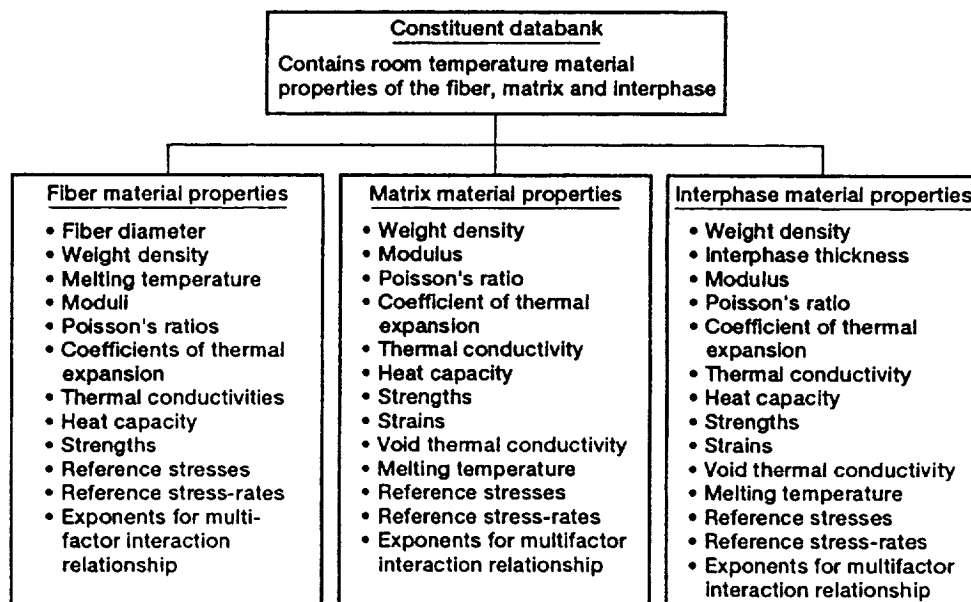 Constituent databank
Contains room temperature material
properties of the fiber, matrix and interphase
Fiber material properties
• Fiber diameter
• Weight density
• Melting temperature
• Moduli
• Poisson's ratios
• Coefficients of thermal
expansion
• Thermal conductivities
• Heat capacity
• Strengths
• Reference stresses
• Reference stress-rates
• Exponents for multi-
factor interaction
relationship
Matrix material properties
• Weight density
• Modulus
• Poisson's ratio
• Coefficient of thermal
expansion
• Thermal conductivity
• Heat capacity
• Strengths
• Strains
• Void thermal conductivity
• Melting temperature
• Reference stresses
• Reference stress-rates
• Exponents for multifactor
interaction relationship
Interphase material properties
• Weight density
• Interphase thickness
• Modulus
• Poisson's ratio
• Coefficient of thermal
expansion
• Thermal conductivity
• Heat capacity
• Strengths
• Strains
• Void thermal conductivity
• Melting temperature
• Reference stresses
• Reference stress-rates
• Exponents for multifactor
interaction relationship